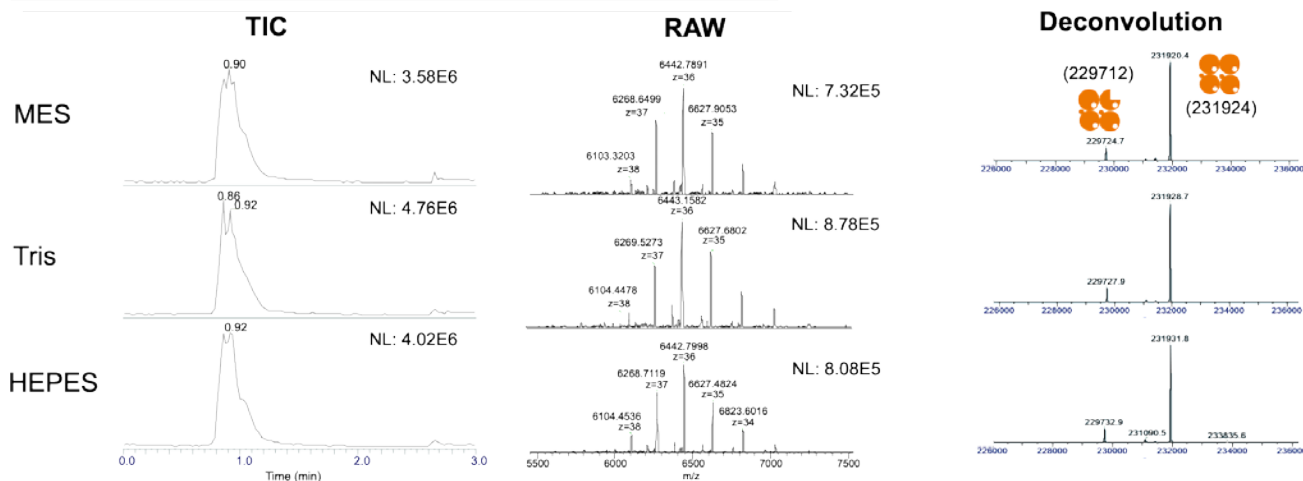 TIC
RAW
Deconvolution
MES
0.90
NL: 3.58E6
6442.7891
z=36
6268.6499
z=37
6627.9053
z=35
6103.3203
z=38
NL: 7.32E5
(229712)
231920.4
(231924)
229724.7
226000 228000 230000 232000 234000 236000
Tris
0.86
0.92
NL: 4.76E6
6443.1582
z=36
6269.5273
z=37
6627.6802
z=35
6104.4478
z=38
NL: 8.78E5
231928.7
229727.9
226000 228000 230000 232000 234000 236000
HEPES
0.92
NL: 4.02E6
6442.7998
z=36
6268.7119
z=37
6627.4824
z=35
6104.4536
z=38
6823.6016
z=34
NL: 8.08E5
231931.8
229732.9
231090.5
233835.6
226000 228000 230000 232000 234000 236000
0.0 1.0 2.0 3.0
Time (min)
5500 6000 6500 7000 7500
m/z